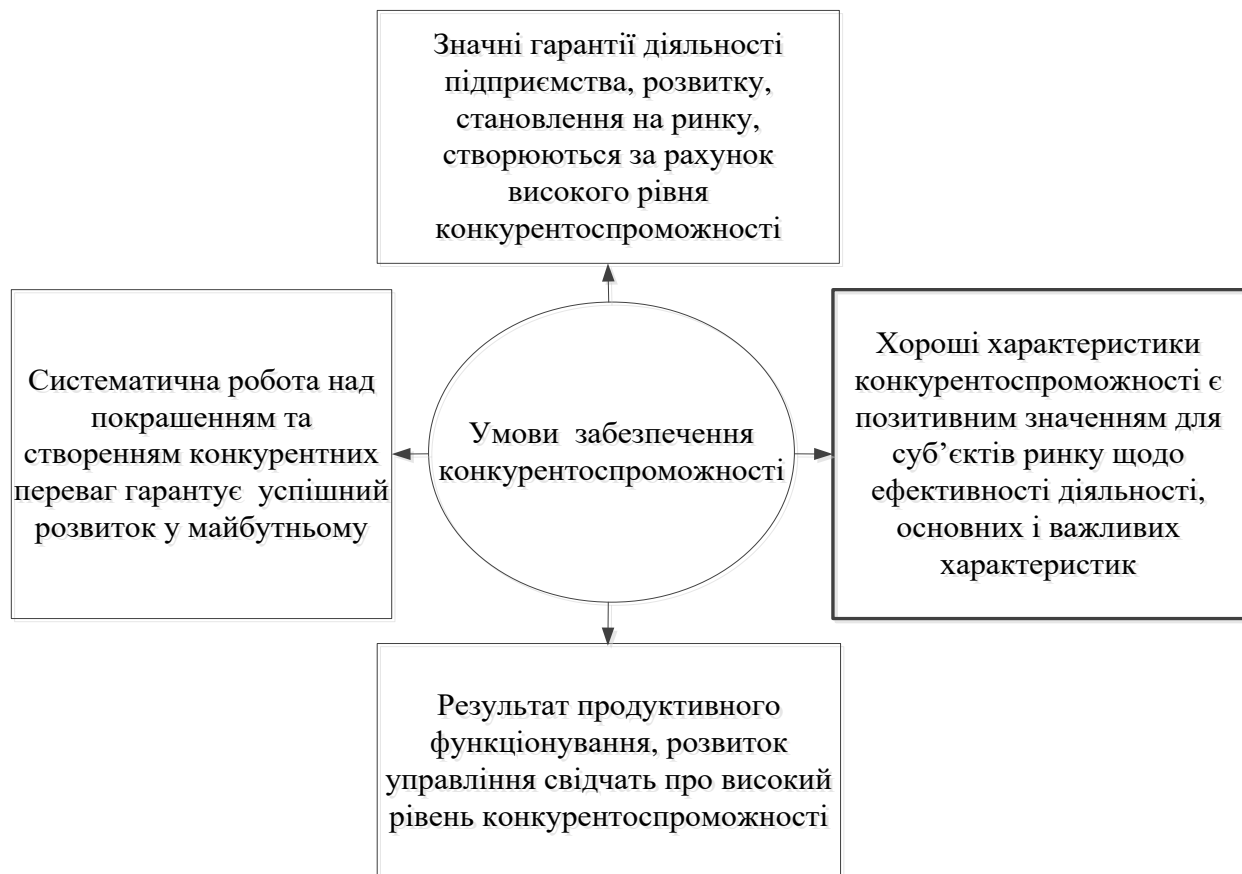 Значні гарантії діяльності
підприємства, розвитку,
становлення на ринку,
створюються за рахунок
високого рівня
конкурентоспроможності
Систематична робота над
покрашенням та
створенням конкурентних
переваг гарантує успішний
розвиток у майбутньому
Умови забезпечення
конкурентоспроможності
Хороші характеристики
конкурентоспроможності є
позитивним значенням для
суб’єктів ринку щодо
ефективності діяльності,
основних і важливих
характеристик
Результат продуктивного
функціонування, розвиток
управління свідчать про високий
рівень конкурентоспроможності